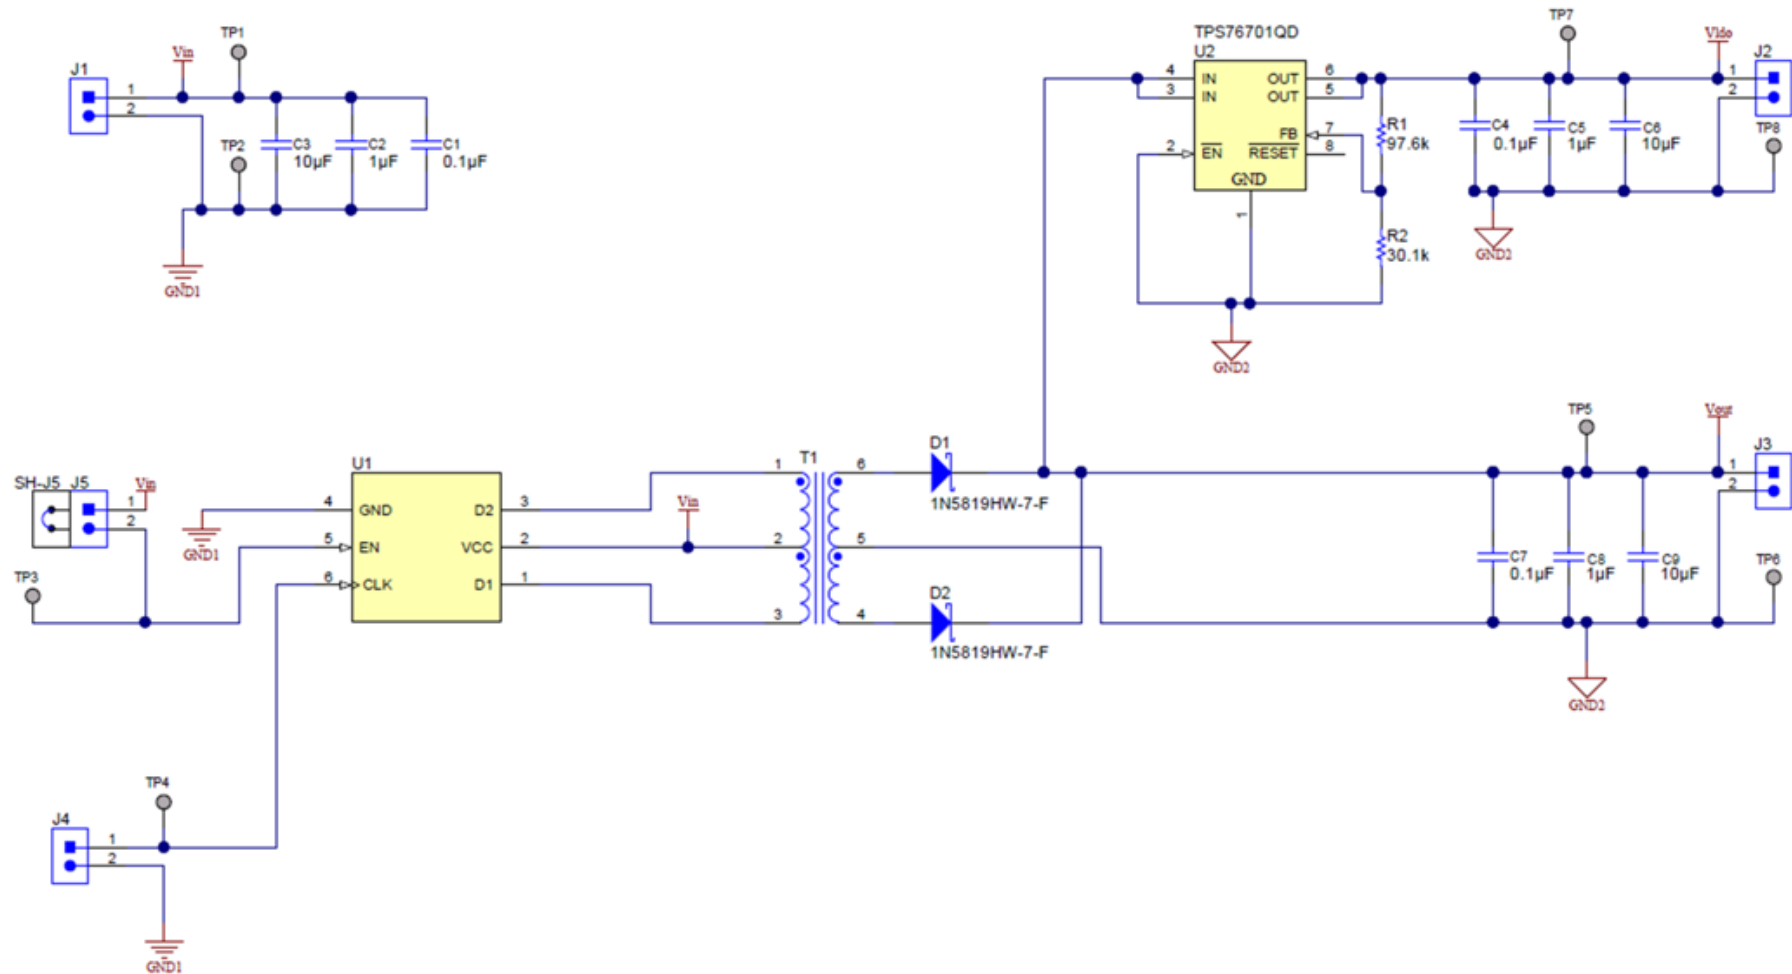 TP1
Vin
J1
1
2
TP2
C3
10µF
C2
1µF
C1
0.1µF
GND1
TPS76701QD
U2
4
IN
3
IN
2
EN
OUT
6
OUT
5
FB
7
RESET
8
GND
1
R1
97.6k
R2
30.1k
GND2
TP7
Vldo
J2
1
2
C4
0.1µF
C5
1µF
C6
10µF
TP8
GND2
SH-J5
J5
Vin
1
2
TP3
GND1
U1
4
GND
5
EN
6
CLK
D2
3
VCC
2
D1
1
Vin
T1
1
2
3
6
5
4
D1
1N5819HW-7-F
D2
1N5819HW-7-F
TP5
Vout
J3
1
2
C7
0.1µF
C8
1µF
C9
10µF
TP6
GND2
TP4
J4
1
2
GND1